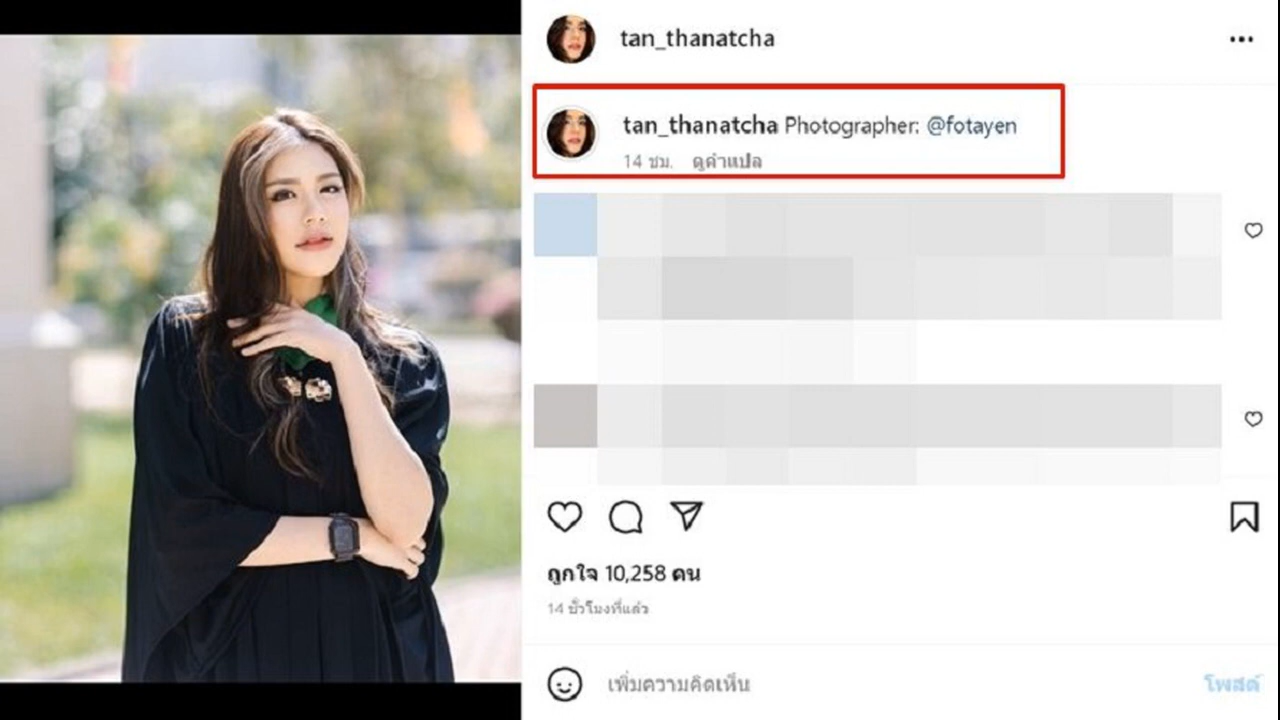 tan_thanatcha
tan_thanatcha Photographer: @fotayen
14 ชม. ดูคำแปล
ถูกใจ 10,258 คน
14 ชั่วโมงที่แล้ว
เพิ่มความคิดเห็น
โพสต์